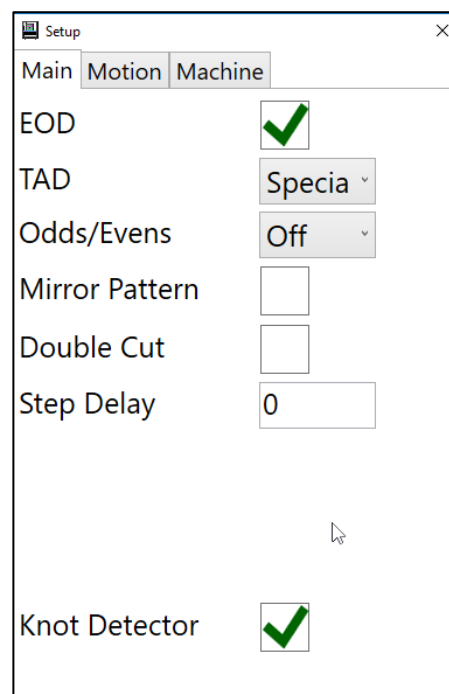 Setup
Main Motion Machine
EOD
TAD Specia
Odds/Evens Off
Mirror Pattern
Double Cut
Step Delay 0
Knot Detector